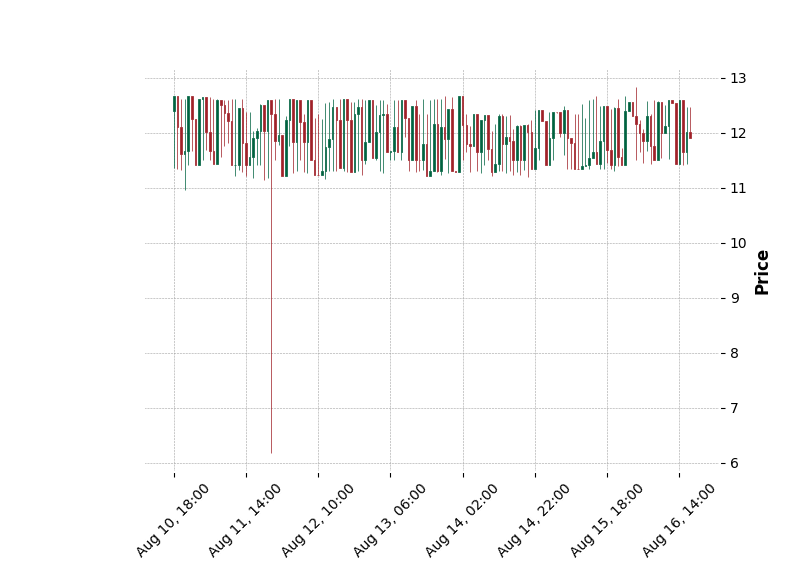 13
12
11
10
9
8
7
6
Price
Aug 10, 18:00
Aug 11, 14:00
Aug 12, 10:00
Aug 13, 06:00
Aug 14, 02:00
Aug 14, 22:00
Aug 15, 18:00
Aug 16, 14:00